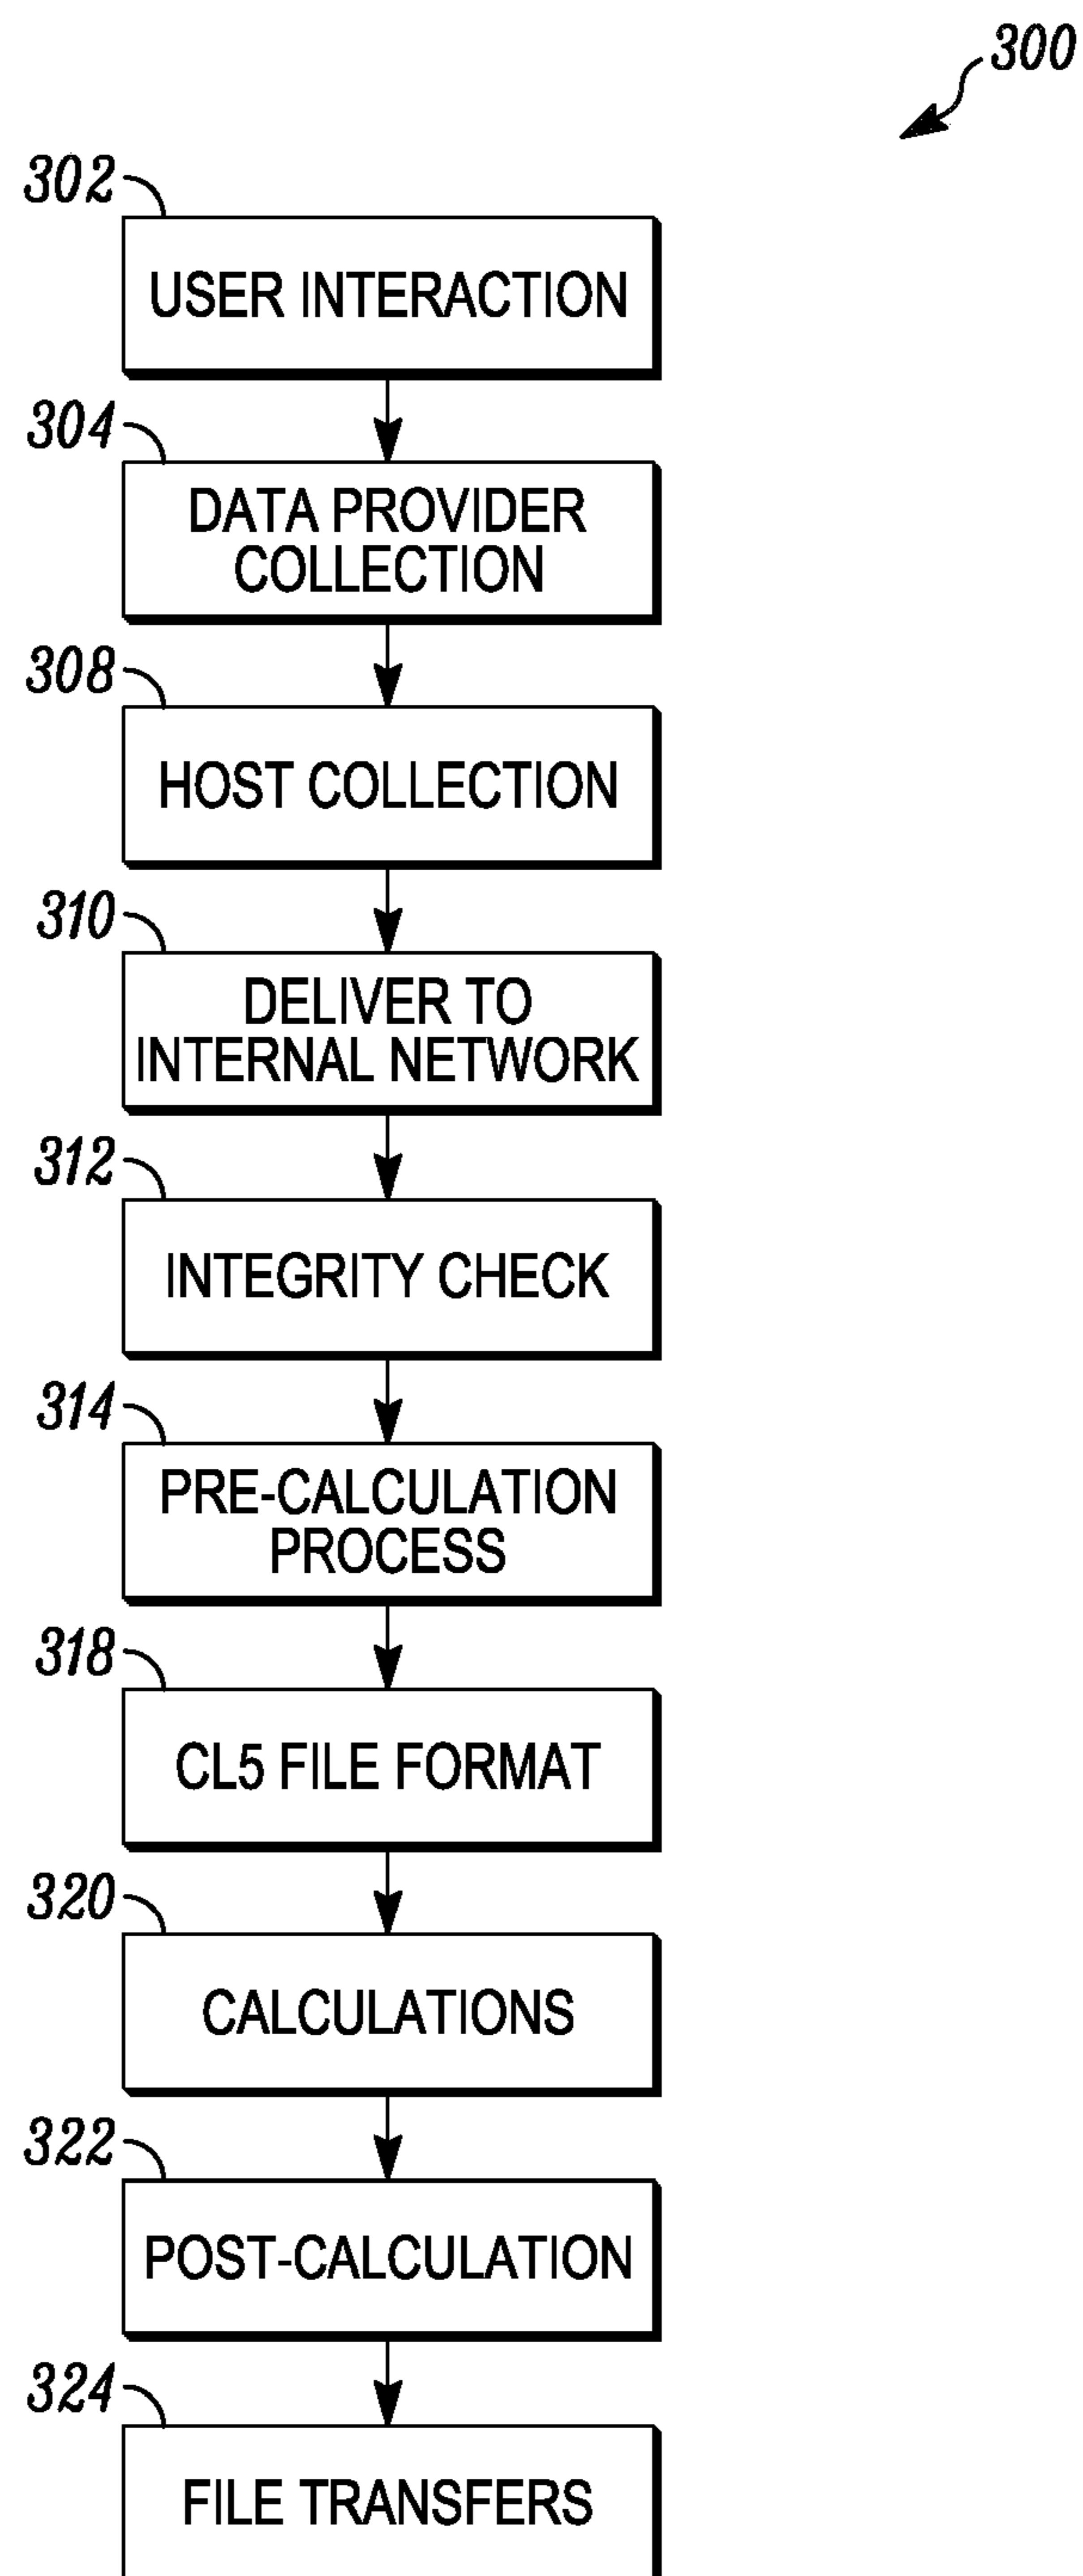 300
302
USER INTERACTION
304
DATA PROVIDER
COLLECTION
308
HOST COLLECTION
310
DELIVER TO
INTERNAL NETWORK
312
INTEGRITY CHECK
314
PRE-CALCULATION
PROCESS
318
CL5 FILE FORMAT
320
CALCULATIONS
322
POST-CALCULATION
324
FILE TRANSFERS